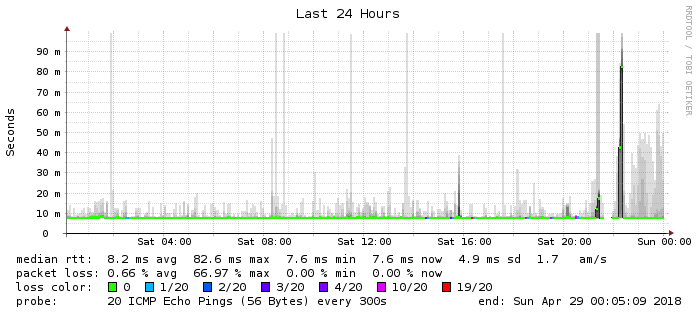 Last 24 Hours
RRDTOOL / TOBI OETIKER
Seconds
90 m
80 m
70 m
60 m
50 m
40 m
30 m
20 m
10 m
0
Sat 04:00 Sat 08:00 Sat 12:00 Sat 16:00 Sat 20:00 Sun 00:00
median rtt: 8.2 ms avg 82.6 ms max 7.6 ms min 7.6 ms now 4.9 ms sd 1.7 am/s
packet loss: 0.66 % avg 66.97 % max 0.00 % min 0.00 % now
loss color: 0 1/20 2/20 3/20 4/20 10/20 19/20
probe: 20 ICMP Echo Pings (56 Bytes) every 300s end: Sun Apr 29 00:05:09 2018